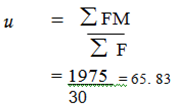 u = ∑ FM
∑ F
= 1975 = 65. 83
30